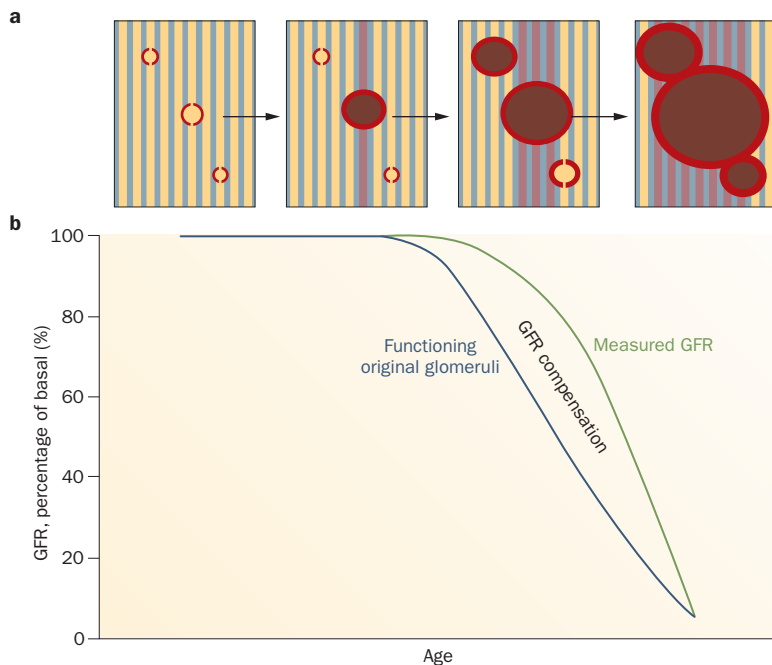 a
b
100
80
60
40
20
0
GFR, percentage of basal (%)
Functioning
original glomeruli
GFR compensation
Measured GFR
Age